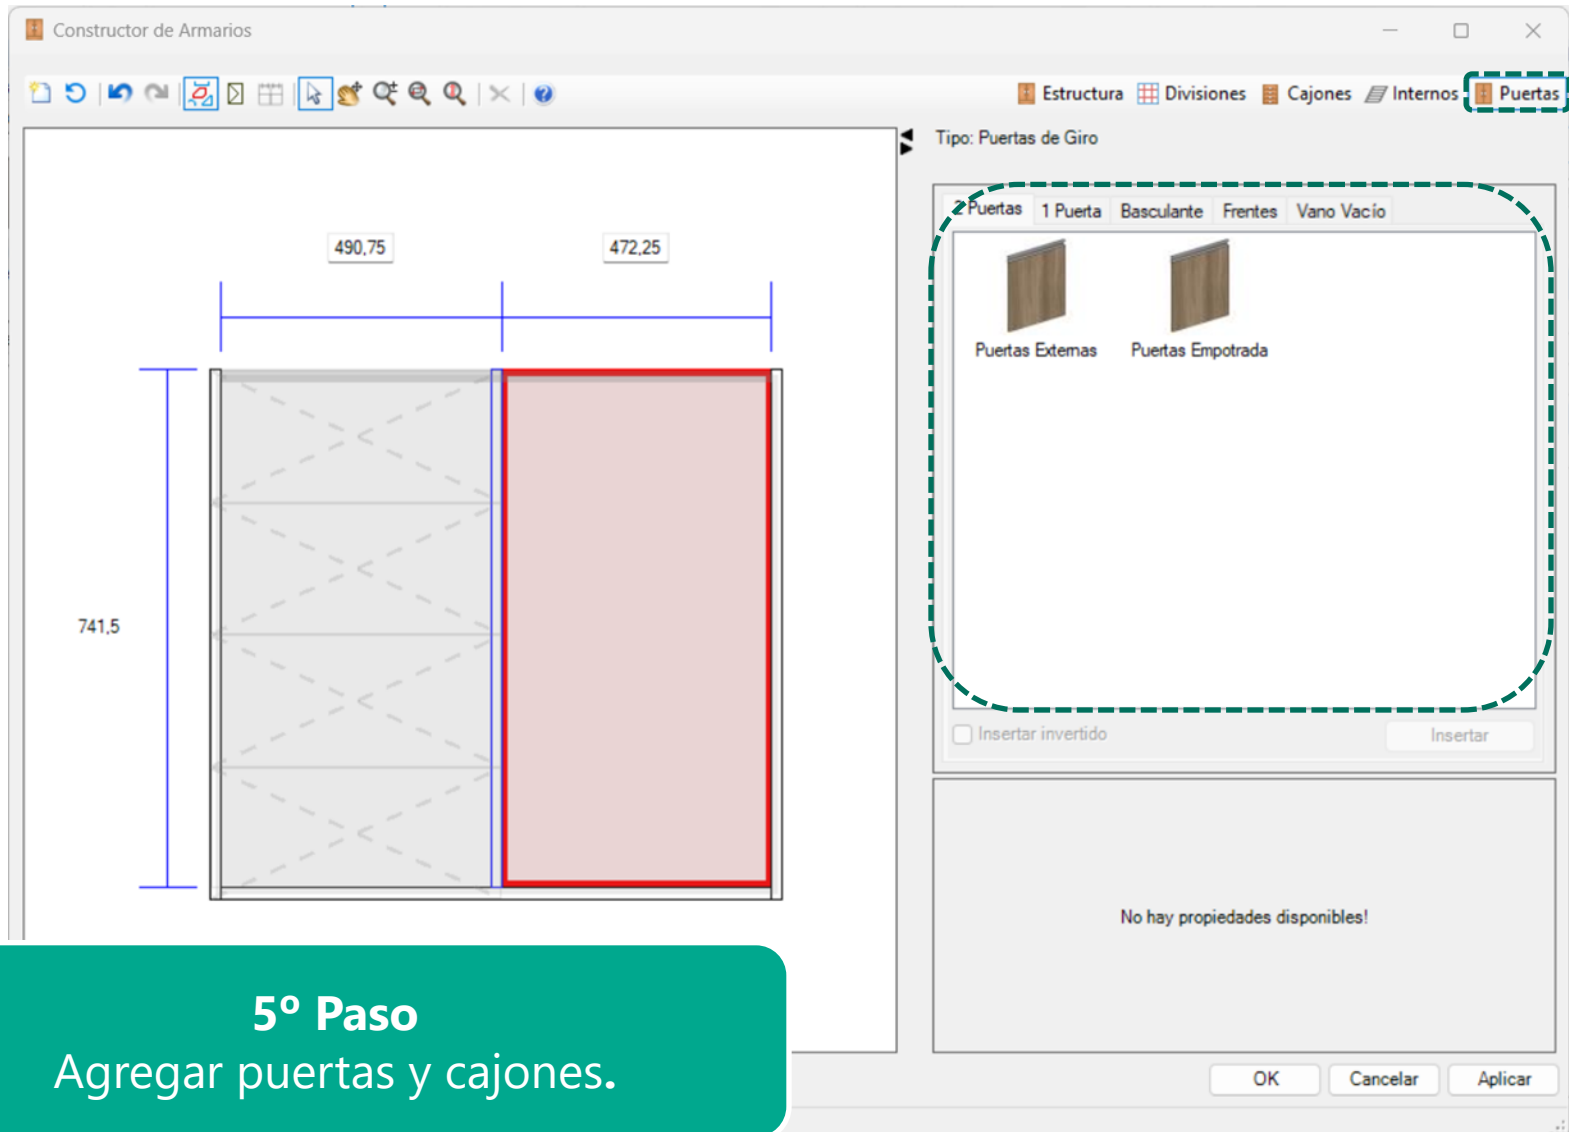 Constructor de Armarios
Estructura Divisiones Cajones Internos Puertas
Tipo: Puertas de Giro
2 Puertas 1 Puerta Basculante Frentes Vano Vacío
490,75 472,25
Puertas Externas Puertas Empotrada
741,5
Insertar invertido Insertar
No hay propiedades disponibles!
5º Paso
Agregar puertas y cajones.
OK Cancelar Aplicar